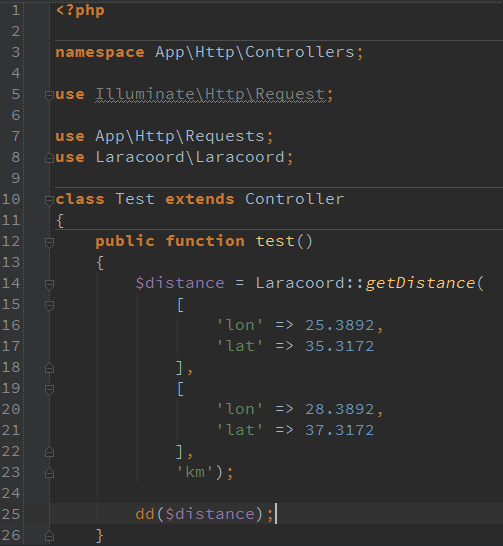 1 <?php
2
3 namespace App\Http\Controllers;
4
5 use Illuminate\Http\Request;
6
7 use App\Http\Requests;
8 use Laracoord\Laracoord;
9
10 class Test extends Controller
11 {
12     public function test()
13     {
14         $distance = Laracoord::getDistance(
15             [
16                 'lon' => 25.3892,
17                 'lat' => 35.3172
18             ],
19             [
20                 'lon' => 28.3892,
21                 'lat' => 37.3172
22             ],
23             'km');
24
25         dd($distance);
26     }